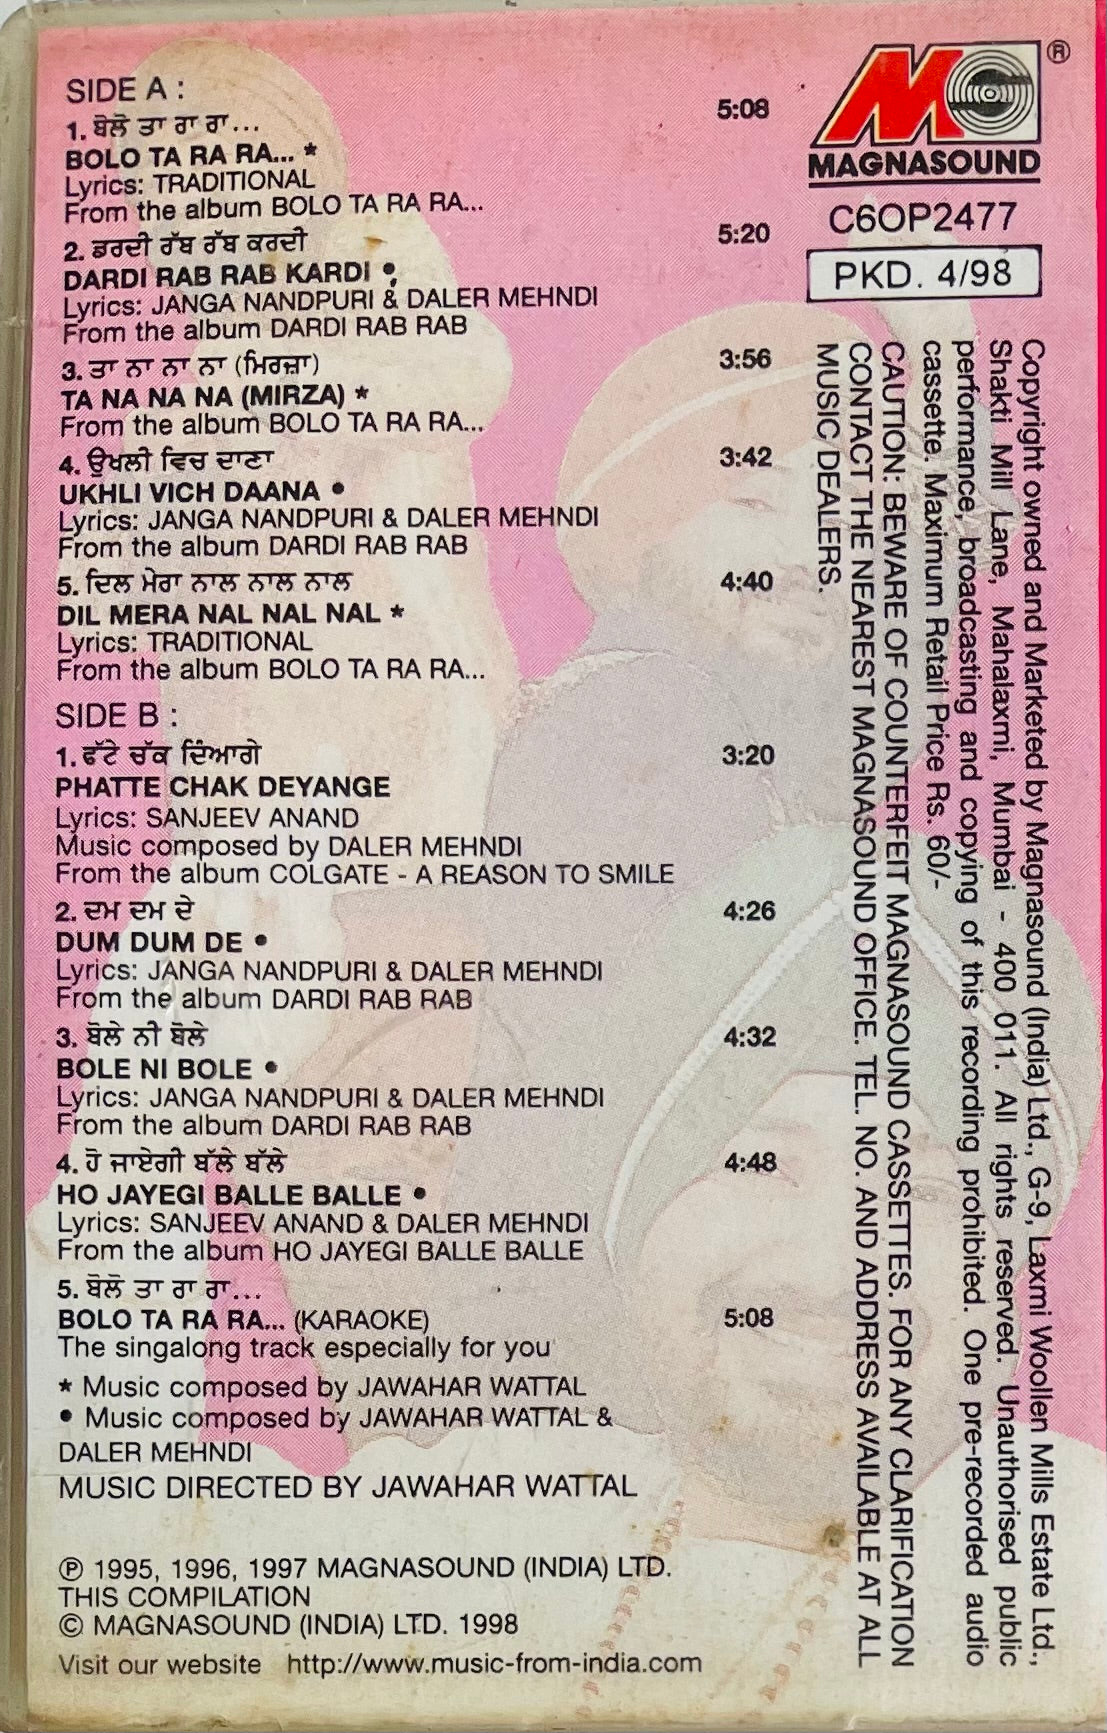 SIDE A :
1. ਬੋਲੋ ਤਾ ਰਾ ਰਾ...
5:08
BOLO TA RA RA... *
Lyrics: TRADITIONAL
From the album BOLO TA RA RA...
2. ਡਰਦੀ ਰੱਬ ਰੱਬ ਕਰਦੀ
5:20
DARDI RAB RAB KARDI •
Lyrics: JANGA NANDPURI & DALER MEHNDI
From the album DARDI RAB RAB
3. ਤਾ ਨਾ ਨਾ ਨਾ (ਮਿਰਜ਼ਾ)
3:56
TA NA NA NA (MIRZA) *
From the album BOLO TA RA RA...
4. ਉਖਲੀ ਵਿਚ ਦਾਣਾ
3:42
UKHLI VICH DAANA •
Lyrics: JANGA NANDPURI & DALER MEHNDI
From the album DARDI RAB RAB
5. ਦਿਲ ਮੇਰਾ ਨਾਲ ਨਾਲ ਨਾਲ
4:40
DIL MERA NAL NAL NAL *
Lyrics: TRADITIONAL
From the album BOLO TA RA RA...
SIDE B :
1. ਫੱਟੇ ਚੱਕ ਦਿਆਂਗੇ
3:20
PHATTE CHAK DEYANGE
Lyrics: SANJEEV ANAND
Music composed by DALER MEHNDI
From the album COLGATE - A REASON TO SMILE
2. ਦਮ ਦਮ ਦੇ
4:26
DUM DUM DE •
Lyrics: JANGA NANDPURI & DALER MEHNDI
From the album DARDI RAB RAB
3. ਬੋਲੇ ਨੀ ਬੋਲੇ
4:32
BOLE NI BOLE •
Lyrics: JANGA NANDPURI & DALER MEHNDI
From the album DARDI RAB RAB
4. ਹੋ ਜਾਏਗੀ ਬੱਲੇ ਬੱਲੇ
4:48
HO JAYEGI BALLE BALLE •
Lyrics: SANJEEV ANAND & DALER MEHNDI
From the album HO JAYEGI BALLE BALLE
5. ਬੋਲੋ ਤਾ ਰਾ ਰਾ...
BOLO TA RA RA... (KARAOKE)
5:08
The singalong track especially for you
* Music composed by JAWAHAR WATTAL
• Music composed by JAWAHAR WATTAL &
DALER MEHNDI
MUSIC DIRECTED BY JAWAHAR WATTAL
℗ 1995, 1996, 1997 MAGNASOUND (INDIA) LTD.
THIS COMPILATION
© MAGNASOUND (INDIA) LTD. 1998
Visit our website http://www.music-from-india.com
M ®
MAGNASOUND
C6OP2477
PKD. 4/98
Copyright owned and Marketed by Magnasound (India) Ltd., G-9, Laxmi Woollen Mills Estate Ltd.,
Shakti Mill Lane, Mahalaxmi, Mumbai - 400 011. All rights reserved. Unauthorised public
performance, broadcasting and copying of this recording prohibited. One pre-recorded audio
cassette. Maximum Retail Price Rs. 60/-
CAUTION: BEWARE OF COUNTERFEIT MAGNASOUND CASSETTES. FOR ANY CLARIFICATION
CONTACT THE NEAREST MAGNASOUND OFFICE. TEL. NO. AND ADDRESS AVAILABLE AT ALL
MUSIC DEALERS.